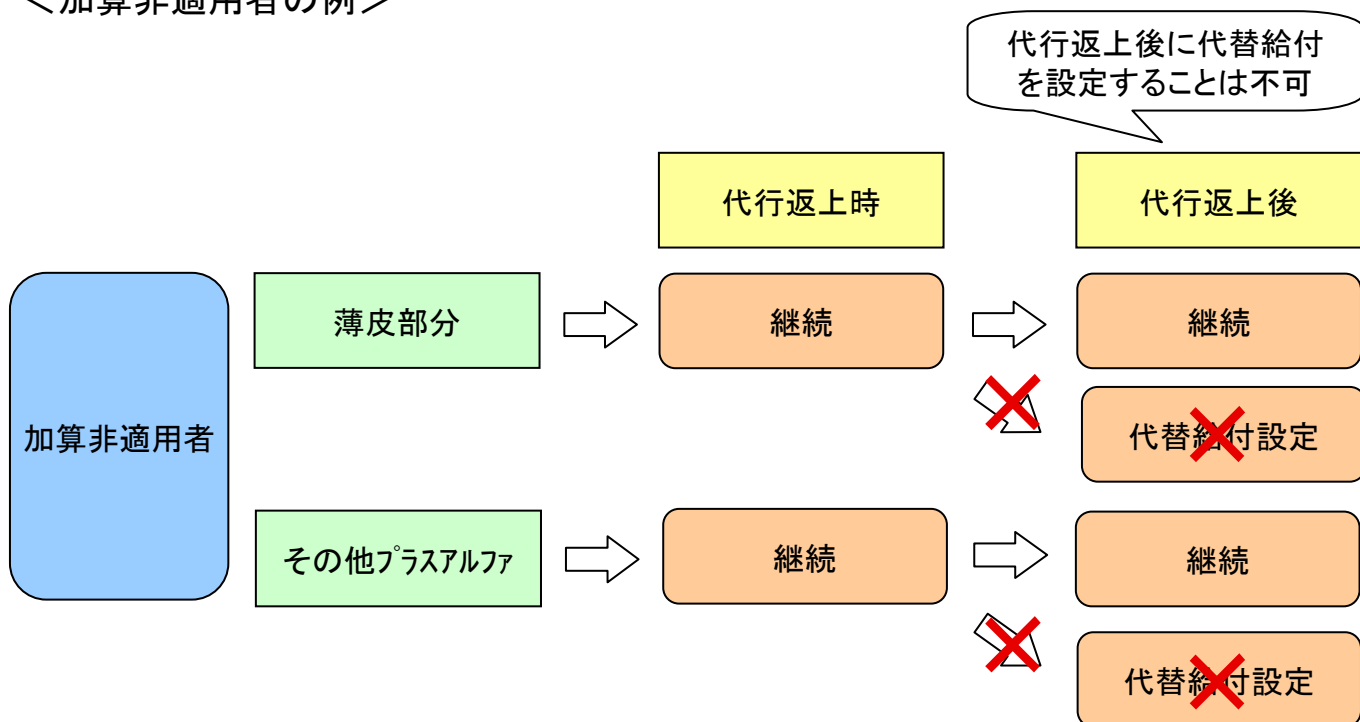 ＜加算非適用者の例＞
代行返上後に代替給付
を設定することは不可
代行返上時
代行返上後
加算非適用者
薄皮部分
継続
継続
代替給付設定
その他プラスアルファ
継続
継続
代替給付設定